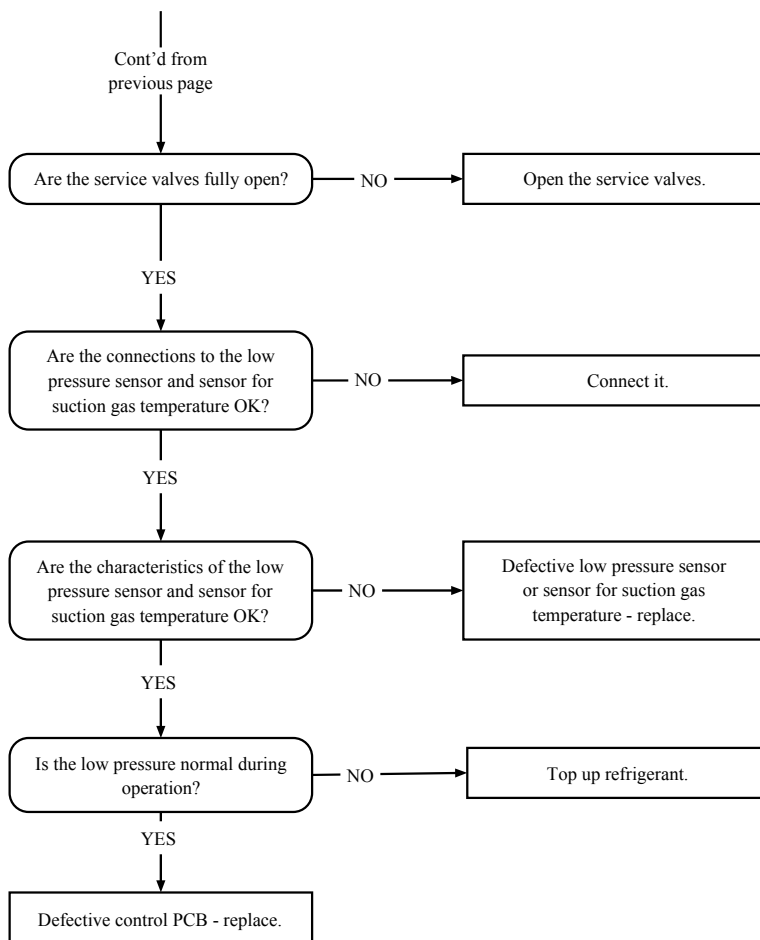 Cont’d from
previous page
Are the service valves fully open?
NO
Open the service valves.
YES
Are the connections to the low
pressure sensor and sensor for
suction gas temperature OK?
NO
Connect it.
YES
Are the characteristics of the low
pressure sensor and sensor for
suction gas temperature OK?
NO
Defective low pressure sensor
or sensor for suction gas
temperature - replace.
YES
Is the low pressure normal during
operation?
NO
Top up refrigerant.
YES
Defective control PCB - replace.